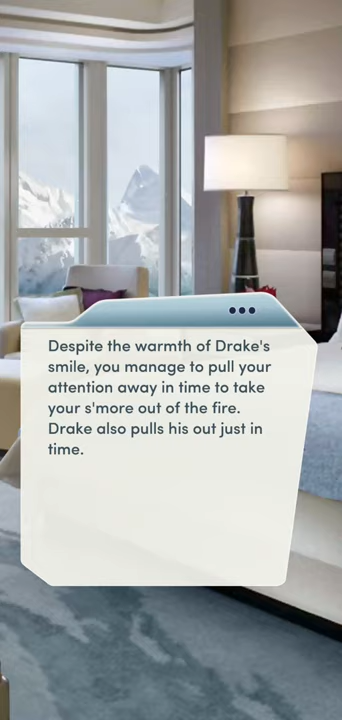 Despite the warmth of Drake's
smile, you manage to pull your
attention away in time to take
your s'more out of the fire.
Drake also pulls his out just in
time.